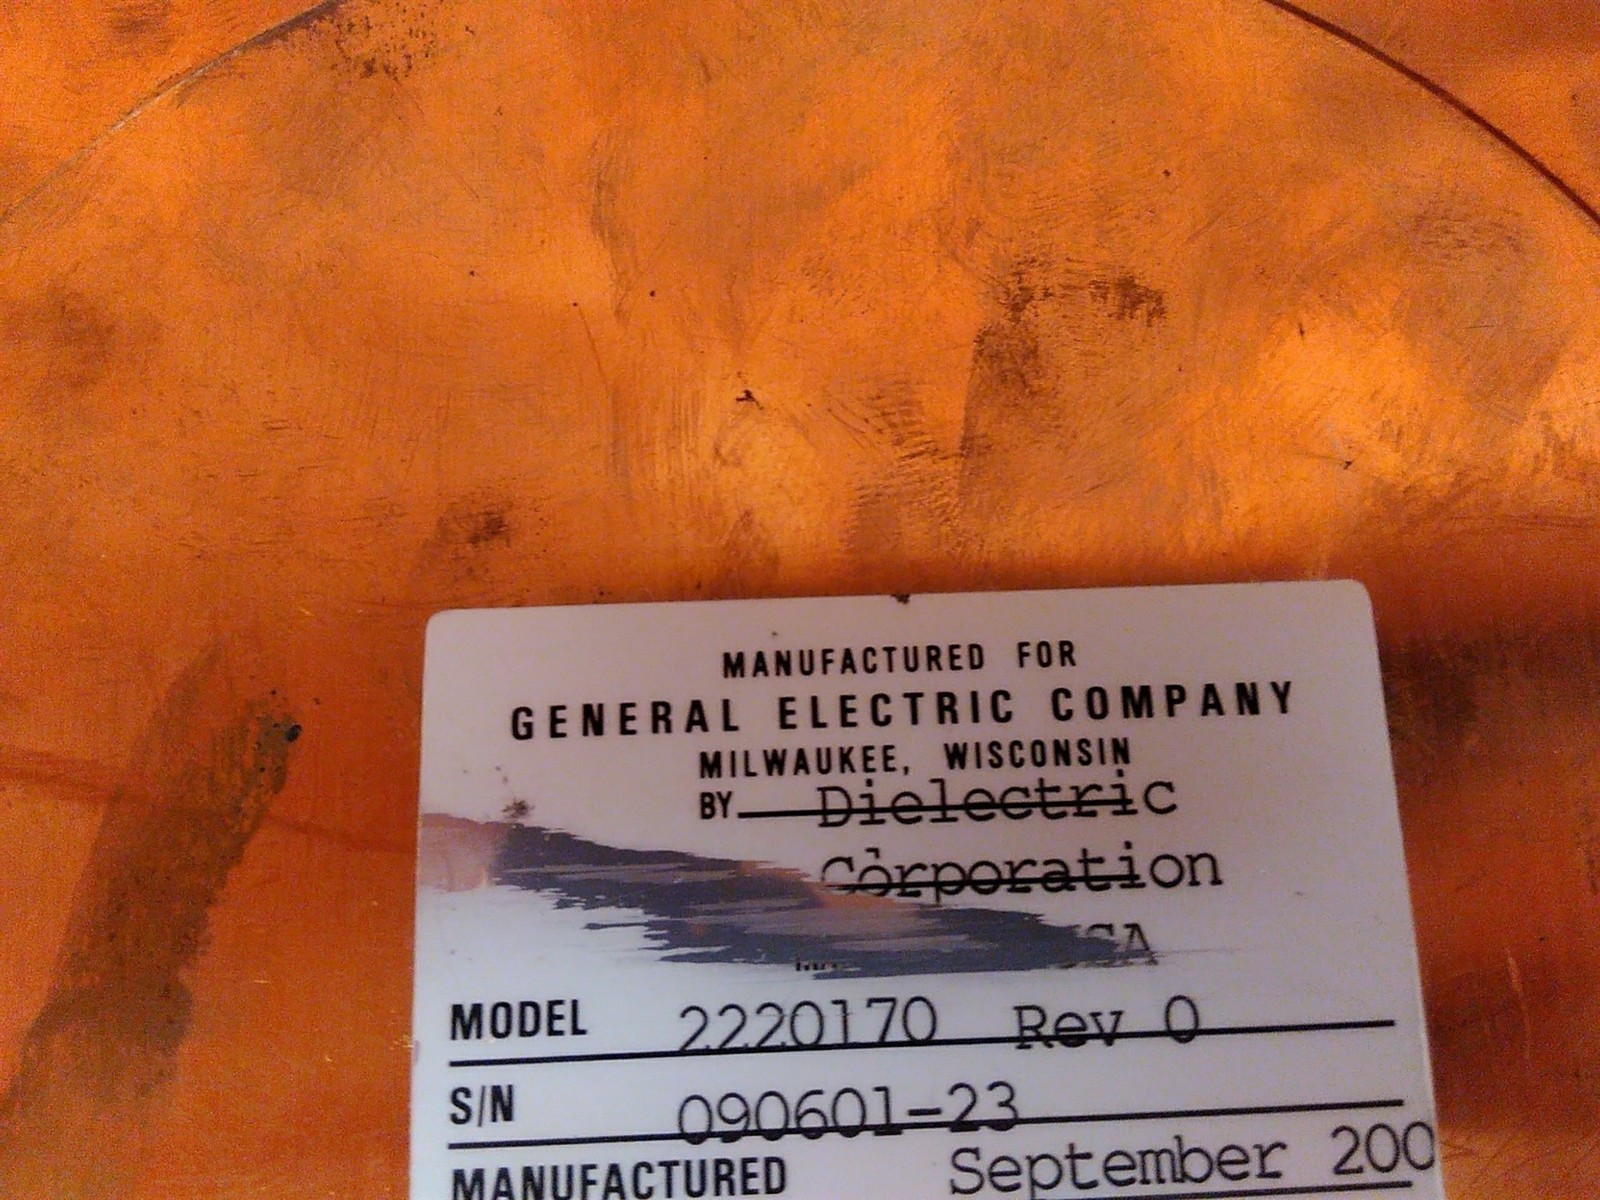 MANUFACTURED FOR
GENERAL ELECTRIC COMPANY
MILWAUKEE, WISCONSIN
BY Dielectric
Corporation
MODEL 2220170 Rev 0
S/N 090601-23
MANUFACTURED September 200